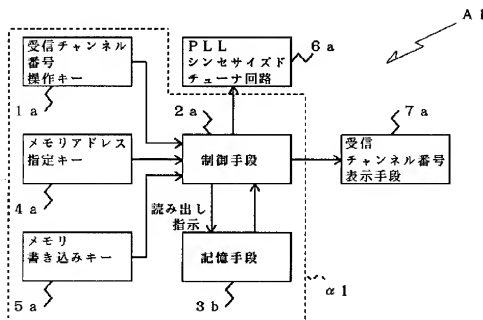 A1
受信チャンネル
番号
操作キー
1a
PLL
シンセサイズド
チューナ回路
6a
2a
7a
メモリアドレス
指定キー
4a
制御手段
受信
チャンネル番号
表示手段
読み出し
指示
メモリ
書き込みキー
5a
記憶手段
3b
α1